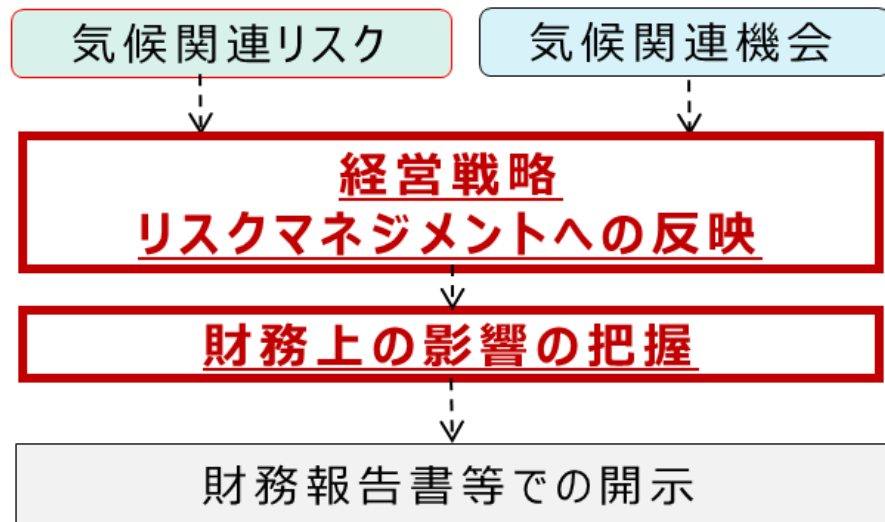 気候関連リスク
気候関連機会
経営戦略
リスクマネジメントへの反映
財務上の影響の把握
財務報告書等での開示